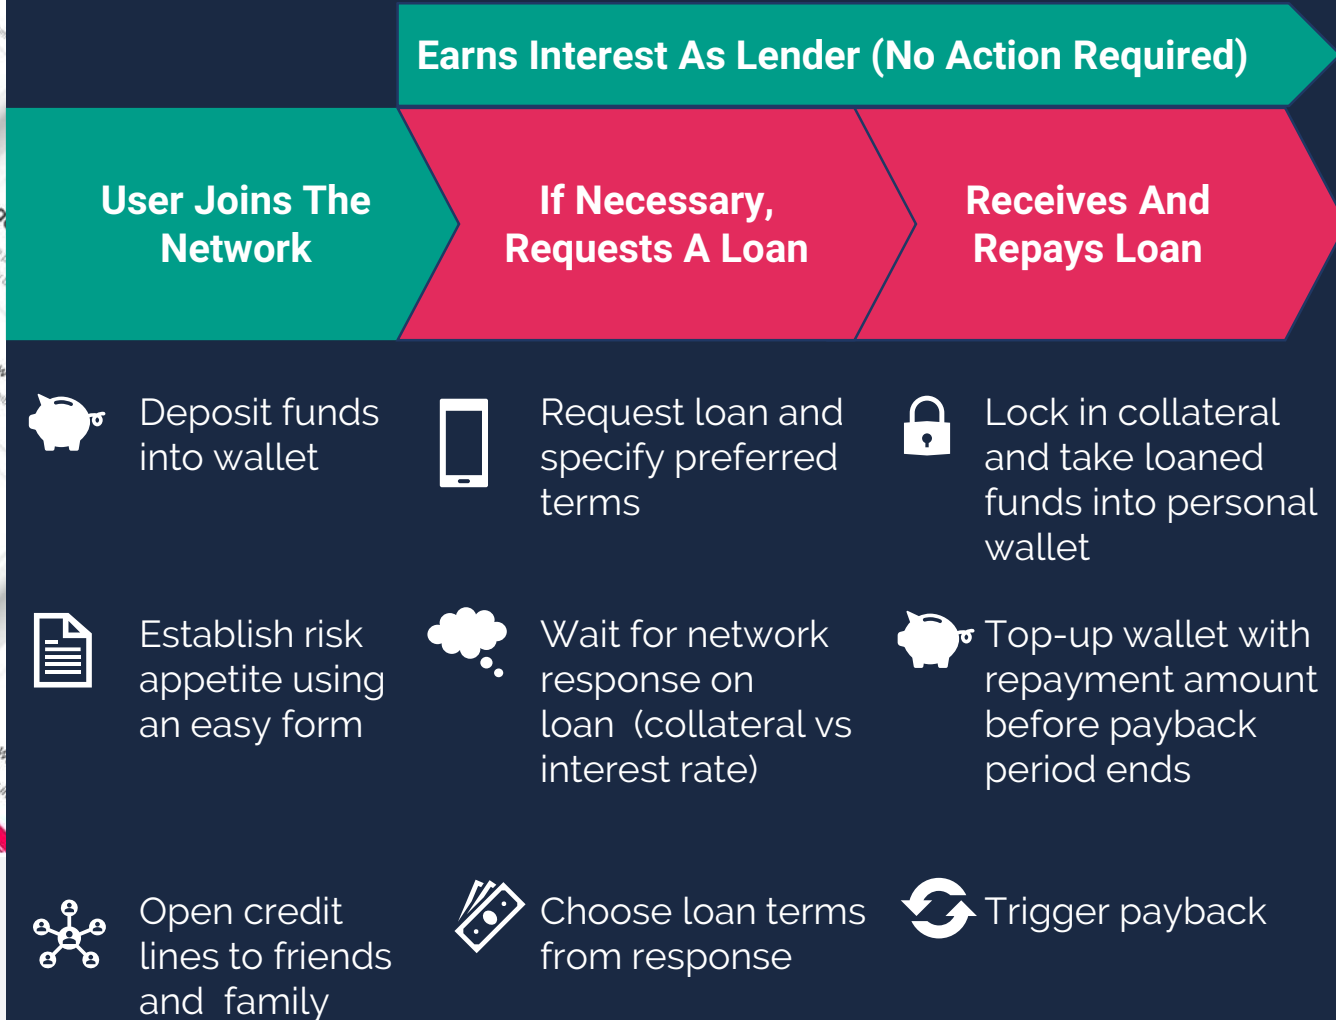 Earns Interest As Lender (No Action Required)
User Joins The
Network
If Necessary,
Requests A Loan
Receives And
Repays Loan
Deposit funds
into wallet
Request loan and
specify preferred
terms
Lock in collateral
and take loaned
funds into personal
wallet
Establish risk
appetite using
an easy form
Wait for network
response on
loan (collateral vs
interest rate)
Top-up wallet with
repayment amount
before payback
period ends
Open credit
lines to friends
and family
Choose loan terms
from response
Trigger payback